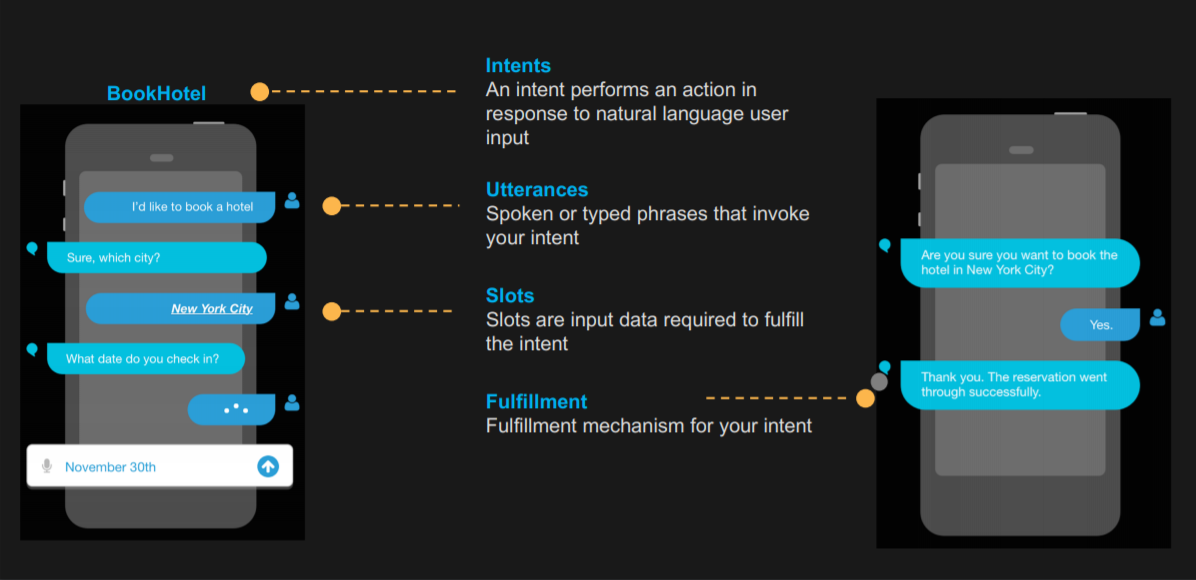 BookHotel
I'd like to book a hotel
Sure, which city?
New York City
What date do you check in?
November 30th
Intents
An intent performs an action in
response to natural language user
input
Utterances
Spoken or typed phrases that invoke
your intent
Slots
Slots are input data required to fulfill
the intent
Fulfillment
Fulfillment mechanism for your intent
Are you sure you want to book the
hotel in New York City?
Yes.
Thank you. The reservation went
through successfully.